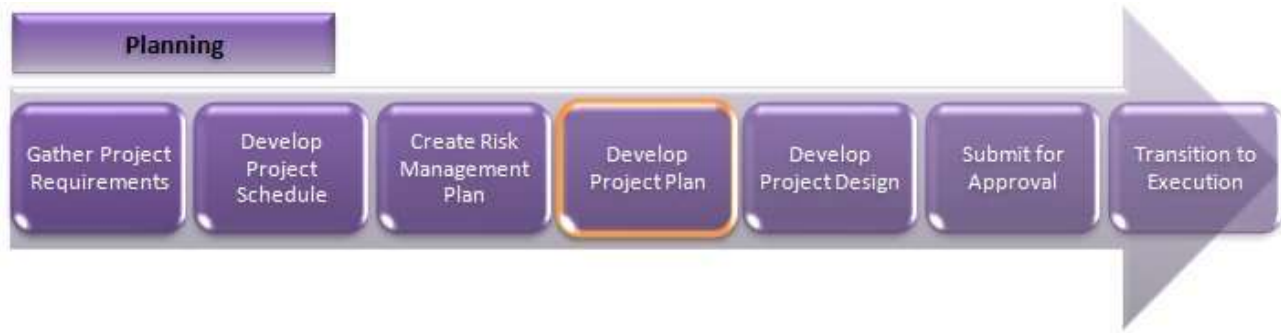 Planning
Gather Project
Requirements
Develop
Project
Schedule
Create Risk
Management
Plan
Develop
Project Plan
Develop
Project Design
Submit for
Approval
Transition to
Execution